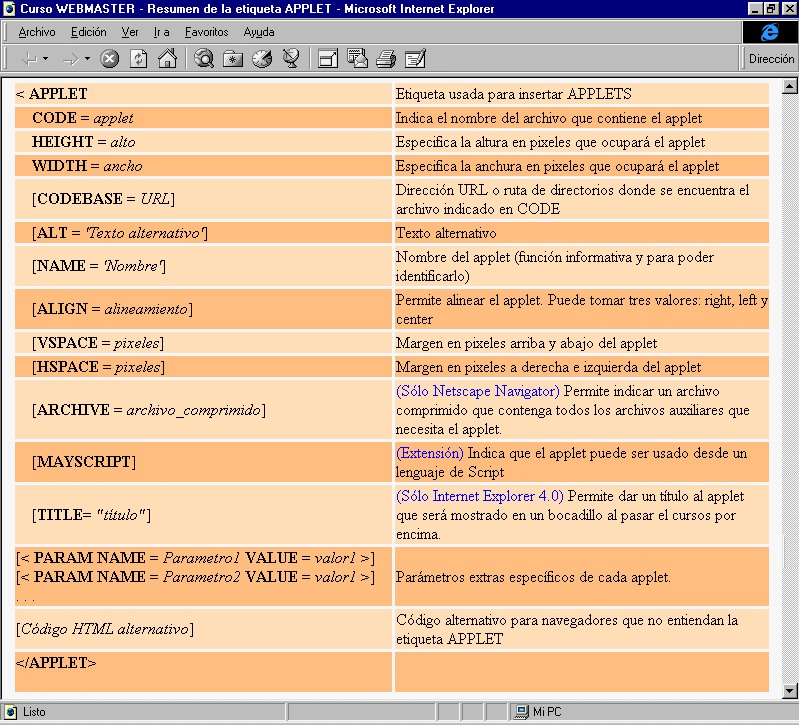 Curso WEBMASTER - Resumen de la etiqueta APPLET - Microsoft Internet Explorer
Archivo Edición Ver Ir a Favoritos Ayuda
Dirección
< APPLET
Etiqueta usada para insertar APPLETS
CODE = applet
Indica el nombre del archivo que contiene el applet
HEIGHT = alto
Especifica la altura en pixeles que ocupará el applet
WIDTH = ancho
Especifica la anchura en pixeles que ocupará el applet
[CODEBASE = URL]
Dirección URL o ruta de directorios donde se encuentra el
archivo indicado en CODE
[ALT = 'Texto alternativo']
Texto alternativo
[NAME = 'Nombre']
Nombre del applet (función informativa y para poder
identificarlo)
[ALIGN = alineamiento]
Permite alinear el applet. Puede tomar tres valores: right, left y
center
[VSPACE = pixeles]
Margen en pixeles arriba y abajo del applet
[HSPACE = pixeles]
Margen en pixeles a derecha e izquierda del applet
[ARCHIVE = archivo_comprimido]
(Sólo Netscape Navigator) Permite indicar un archivo
comprimido que contenga todos los archivos auxiliares que
necesita el applet.
[MAYSCRIPT]
(Extensión) Indica que el applet puede ser usado desde un
lenguaje de Script
[TITLE= "título"]
(Sólo Internet Explorer 4.0) Permite dar un título al applet
que será mostrado en un bocadillo al pasar el cursos por
encima.
[< PARAM NAME = Parametro1 VALUE = valor1 >]
[< PARAM NAME = Parametro2 VALUE = valor1 >]
. . .
Parámetros extras específicos de cada applet.
[Código HTML alternativo]
Código alternativo para navegadores que no entiendan la
etiqueta APPLET
</APPLET>
Listo
Mi PC